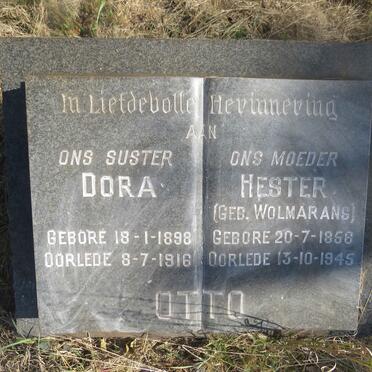 In Liefdevolle Herinnering
AAN
ONS SUSTER
DORA
GEBORE 18-1-1898
OORLEDE 8-7-1916
ONS MOEDER
HESTER
(GEB. WOLMARANS)
GEBORE 20-7-1856
OORLEDE 13-10-1945
OTTO